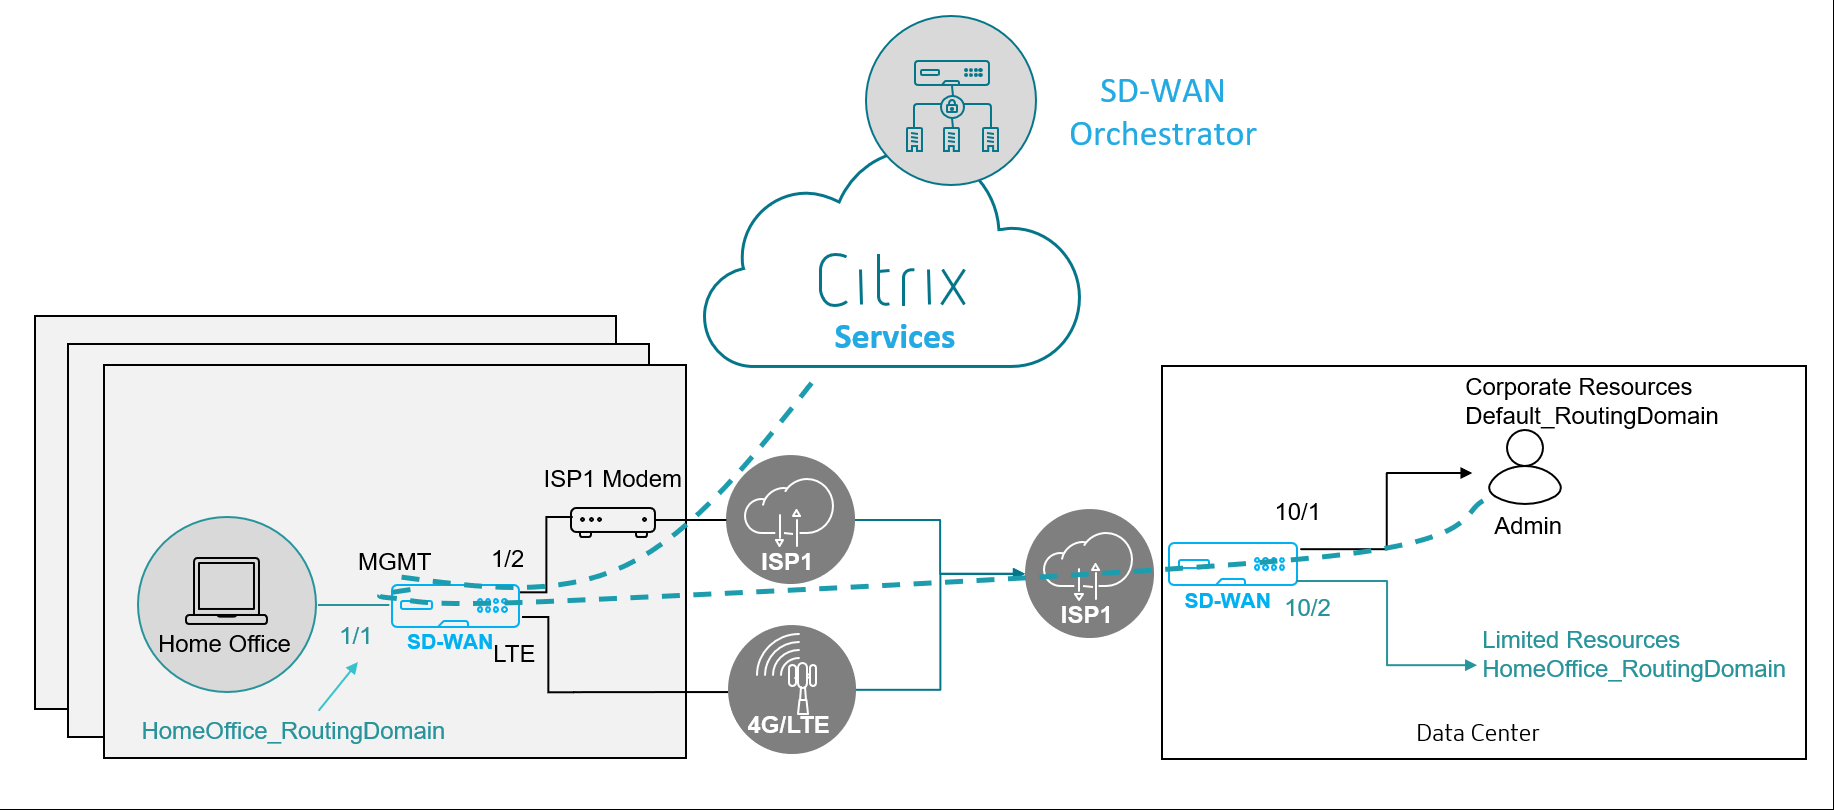 SD-WAN
Orchestrator
Citrix
Services
Corporate Resources
Default_RoutingDomain
Admin
10/1
SD-WAN
10/2
Limited Resources
HomeOffice_RoutingDomain
Data Center
ISP1 Modem
MGMT
1/2
Home Office
1/1
SD-WAN
LTE
HomeOffice_RoutingDomain
ISP1
4G/LTE
ISP1